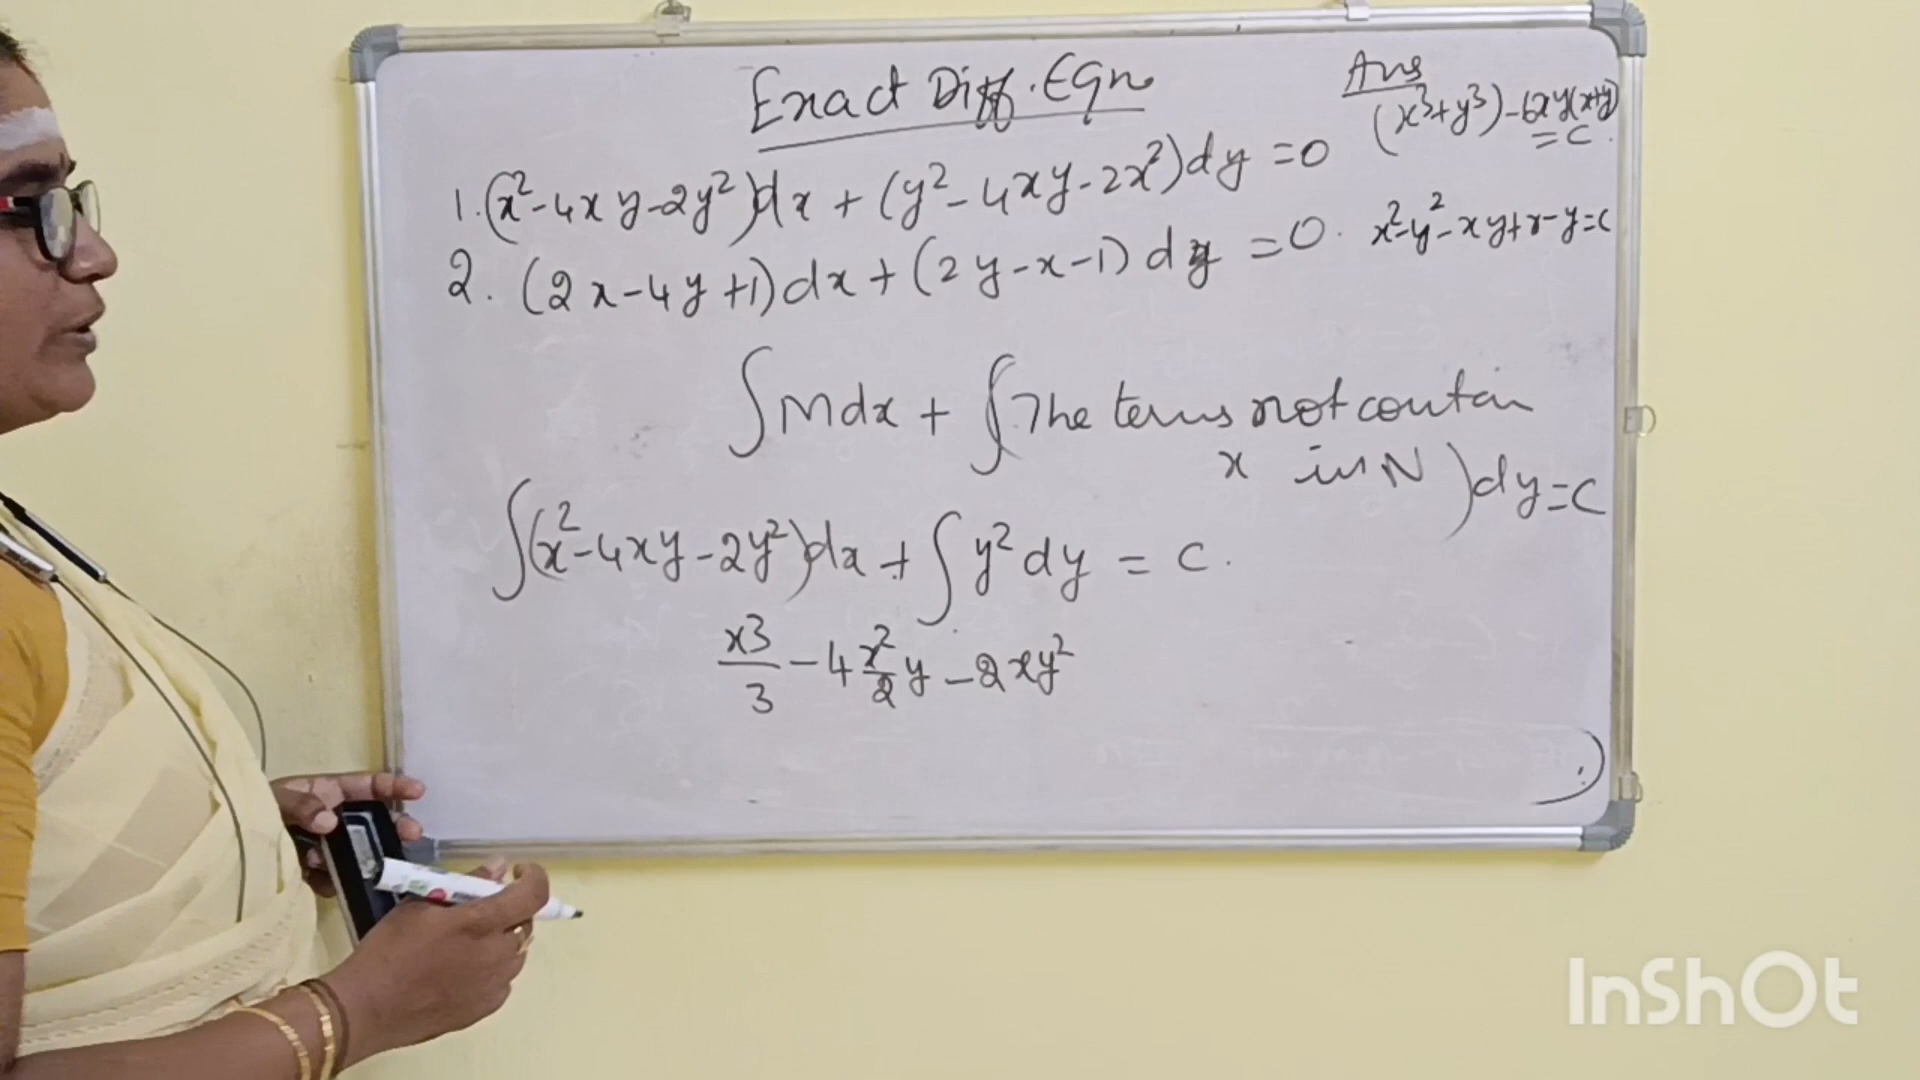 Exact Diff. Eqn
Ans
(x³+y³)-6xy(x+y)
=C.
1. (x²-4xy-2y²)dx + (y²-4xy-2x²)dy =0
2. (2x-4y+1)dx + (2y-x-1) dy =0. x²-y²-xy+x-y=C
∫Mdx + ∫(The terms not contain
x in N) dy=C
∫(x²-4xy-2y²)dx + ∫y² dy = C.
x3/3 - 4 x²/2 y - 2xy²
InShOt